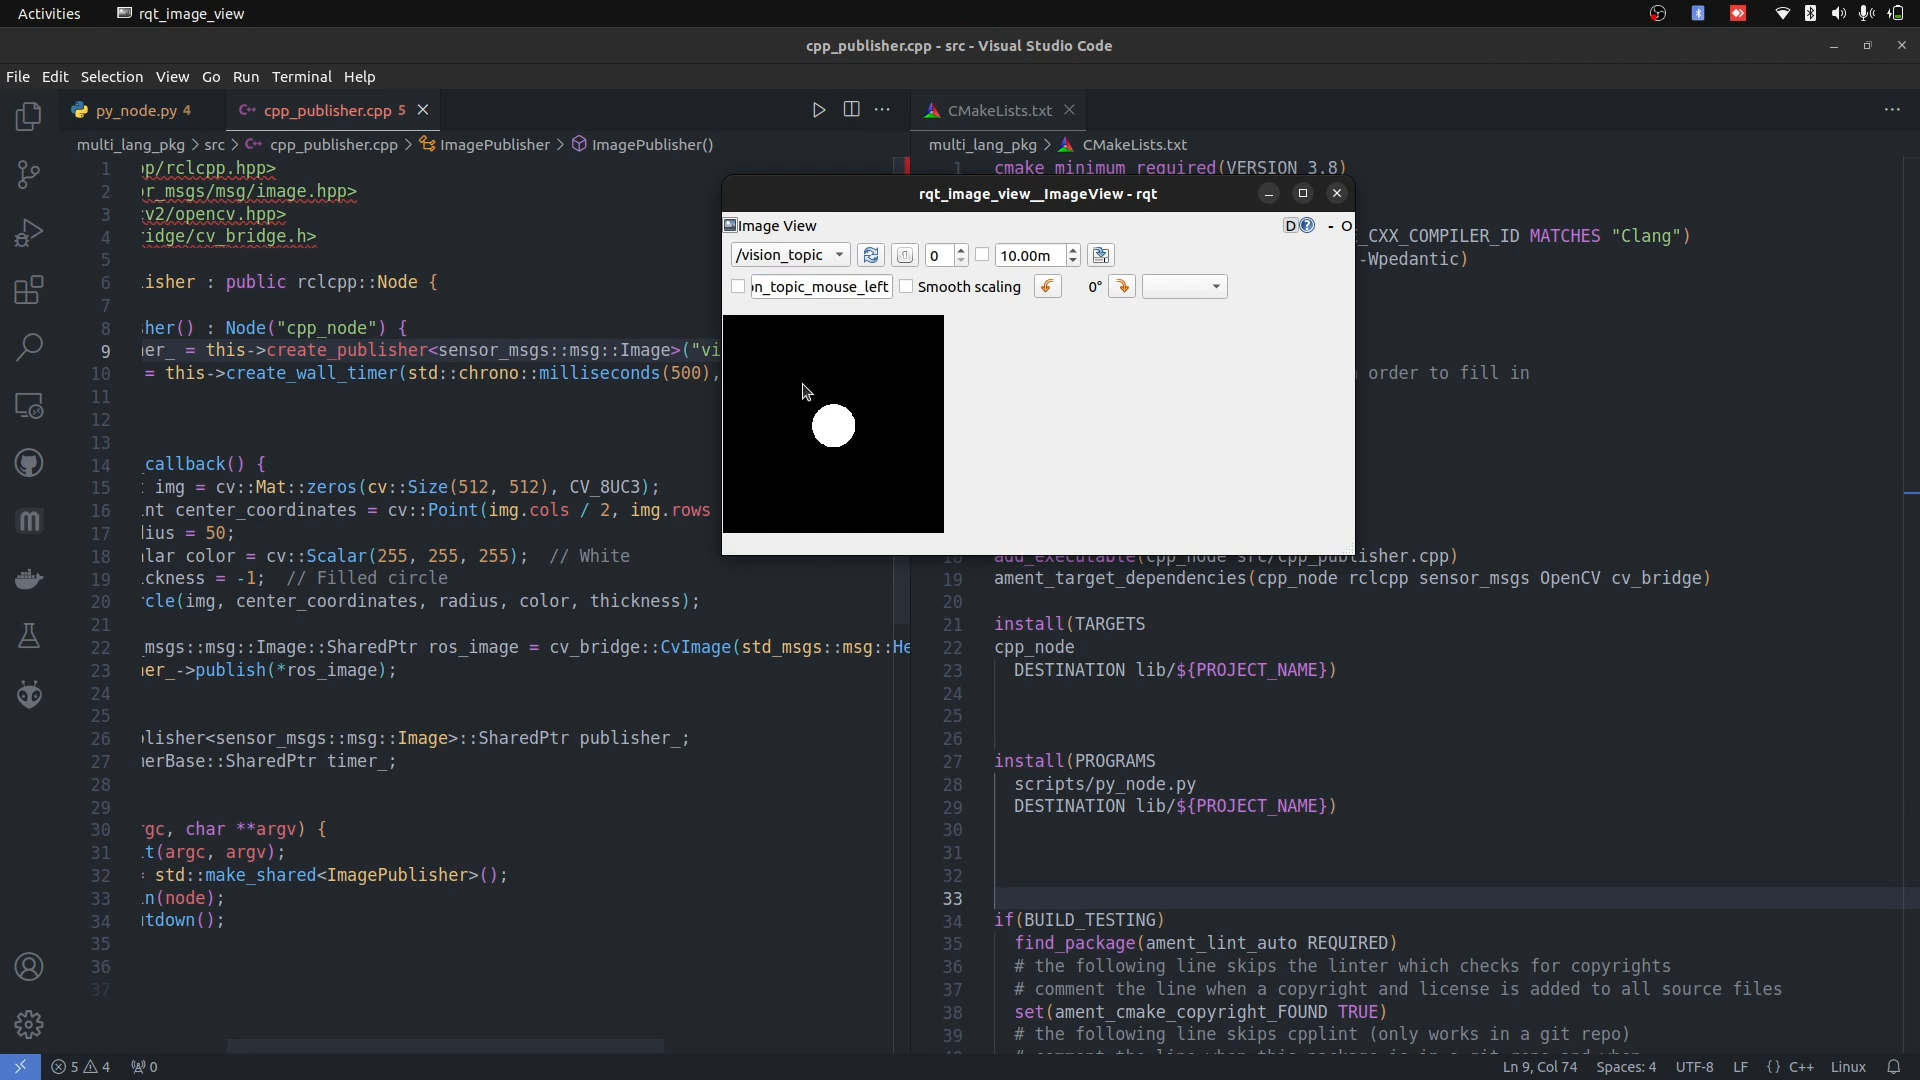 Activities rqt_image_view
cpp_publisher.cpp - src - Visual Studio Code
File Edit Selection View Go Run Terminal Help
py_node.py 4 cpp_publisher.cpp 5
CMakeLists.txt
multi_lang_pkg > src > cpp_publisher.cpp > ImagePublisher > ImagePublisher()
multi_lang_pkg > CMakeLists.txt
1 p/rclcpp.hpp>
2 r_msgs/msg/image.hpp>
3 v2/opencv.hpp>
4 idge/cv_bridge.h>
5
6 isher : public rclcpp::Node {
7
8 her() : Node("cpp_node") {
9 er_ = this->create_publisher<sensor_msgs::msg::Image>("vi
10 = this->create_wall_timer(std::chrono::milliseconds(500),
11
12
13
14 _callback() {
15 img = cv::Mat::zeros(cv::Size(512, 512), CV_8UC3);
16 nt center_coordinates = cv::Point(img.cols / 2, img.rows
17 ius = 50;
18 lar color = cv::Scalar(255, 255, 255);  // White
19 ckness = -1;  // Filled circle
20 cle(img, center_coordinates, radius, color, thickness);
21
22 _msgs::msg::Image::SharedPtr ros_image = cv_bridge::CvImage(std_msgs::msg::He
23 er_->publish(*ros_image);
24
25
26 lisher<sensor_msgs::msg::Image>::SharedPtr publisher_;
27 erBase::SharedPtr timer_;
28
29
30 gc, char **argv) {
31 t(argc, argv);
32 = std::make_shared<ImagePublisher>();
33 n(node);
34 tdown();
35
36
37
rqt_image_view__ImageView - rqt
Image View D ? - O
/vision_topic 0 10.00m
n_topic_mouse_left Smooth scaling 0°
1 cmake_minimum_required(VERSION 3.8)
_CXX_COMPILER_ID MATCHES "Clang")
-Wpedantic)
order to fill in
18 add_executable(cpp_node src/cpp_publisher.cpp)
19 ament_target_dependencies(cpp_node rclcpp sensor_msgs OpenCV cv_bridge)
20
21 install(TARGETS
22 cpp_node
23 DESTINATION lib/${PROJECT_NAME})
24
25
26
27 install(PROGRAMS
28 scripts/py_node.py
29 DESTINATION lib/${PROJECT_NAME})
30
31
32
33
34 if(BUILD_TESTING)
35 find_package(ament_lint_auto REQUIRED)
36 # the following line skips the linter which checks for copyrights
37 # comment the line when a copyright and license is added to all source files
38 set(ament_cmake_copyright_FOUND TRUE)
39 # the following line skips cpplint (only works in a git repo)
5 4 0
Ln 9, Col 74 Spaces: 4 UTF-8 LF {} C++ Linux